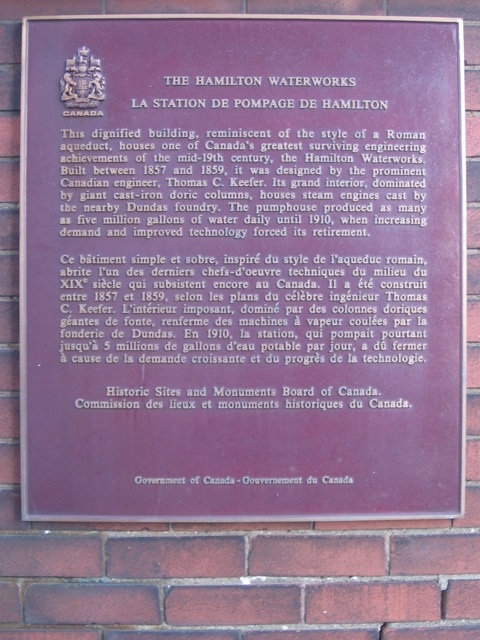 CANADA
THE HAMILTON WATERWORKS
LA STATION DE POMPAGE DE HAMILTON
This dignified building, reminiscent of the style of a Roman
aqueduct, houses one of Canada's greatest surviving engineering
achievements of the mid-19th century, the Hamilton Waterworks.
Built between 1857 and 1859, it was designed by the prominent
Canadian engineer, Thomas C. Keefer. Its grand interior, dominated
by giant cast-iron doric columns, houses steam engines cast by
the nearby Dundas foundry. The pumphouse produced as many
as five million gallons of water daily until 1910, when increasing
demand and improved technology forced its retirement.
Ce bâtiment simple et sobre, inspiré du style de l'aqueduc romain,
abrite l'un des derniers chefs-d'oeuvre techniques du milieu du
XIXe siècle qui subsistent encore au Canada. Il a été construit
entre 1857 et 1859, selon les plans du célèbre ingénieur Thomas
C. Keefer. L'intérieur imposant, dominé par des colonnes doriques
géantes de fonte, renferme des machines à vapeur coulées par la
fonderie de Dundas. En 1910, la station, qui pompait pourtant
jusqu'à 5 millions de gallons d'eau potable par jour, a dû fermer
à cause de la demande croissante et du progrès de la technologie.
Historic Sites and Monuments Board of Canada.
Commission des lieux et monuments historiques du Canada.
Government of Canada - Gouvernement du Canada